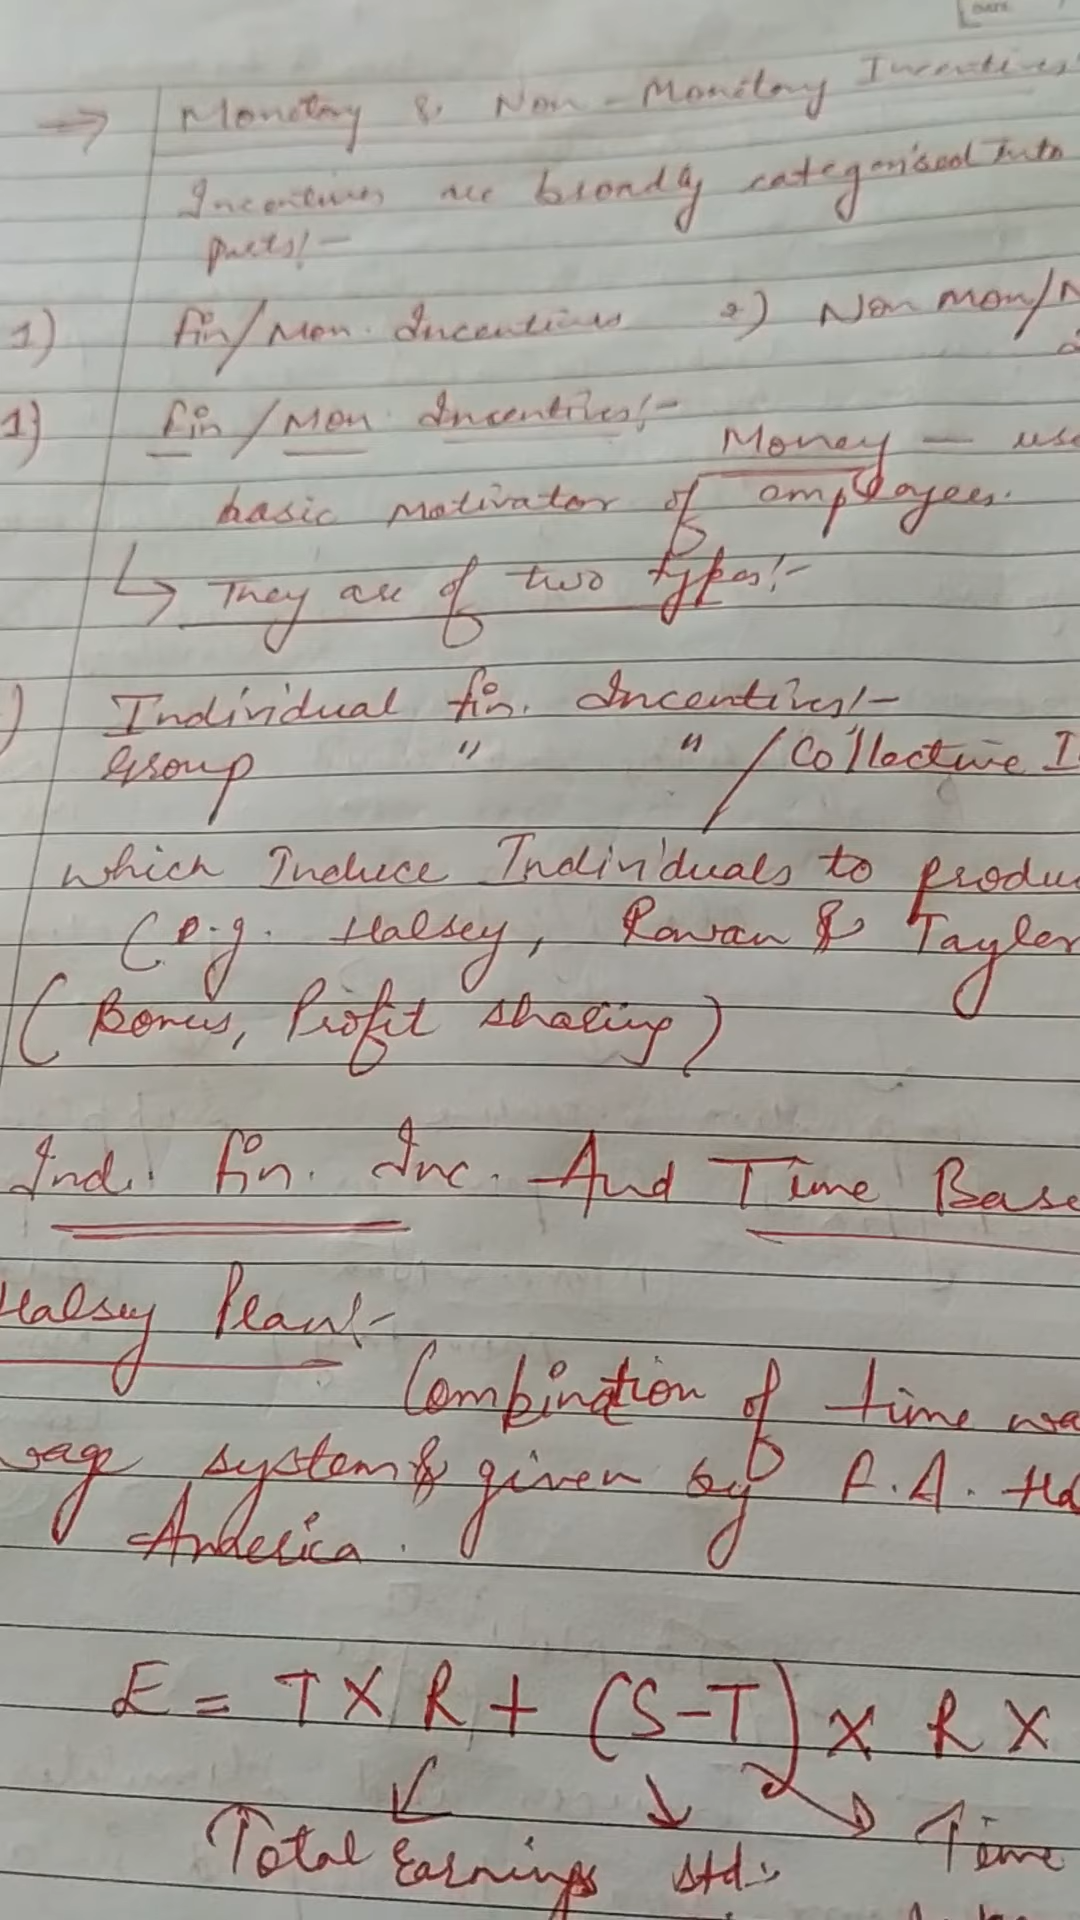 → Monetary & Non-Monetary Incentives
Incentives are broadly categorised Into
parts:-
1) fin/Mon. Incentives 2) Non mon/N
1) fin/Mon. Incentives:-
Money — use
basic motivator of employees.
↳ They are of two types:-
) Individual fin. Incentives:-
Group " " /Collective I
which Induce Individuals to produ
(e.g. Halsey, Rowan & Taylor
(Bonus, Profit sharing)
Ind. fin. Inc. And Time Base
Halsey Plan:-
Combination of time wa
wage system & given by F.A. Ha
America.
E = T X R + (S-T) X R X
Total Earnings Std. Time